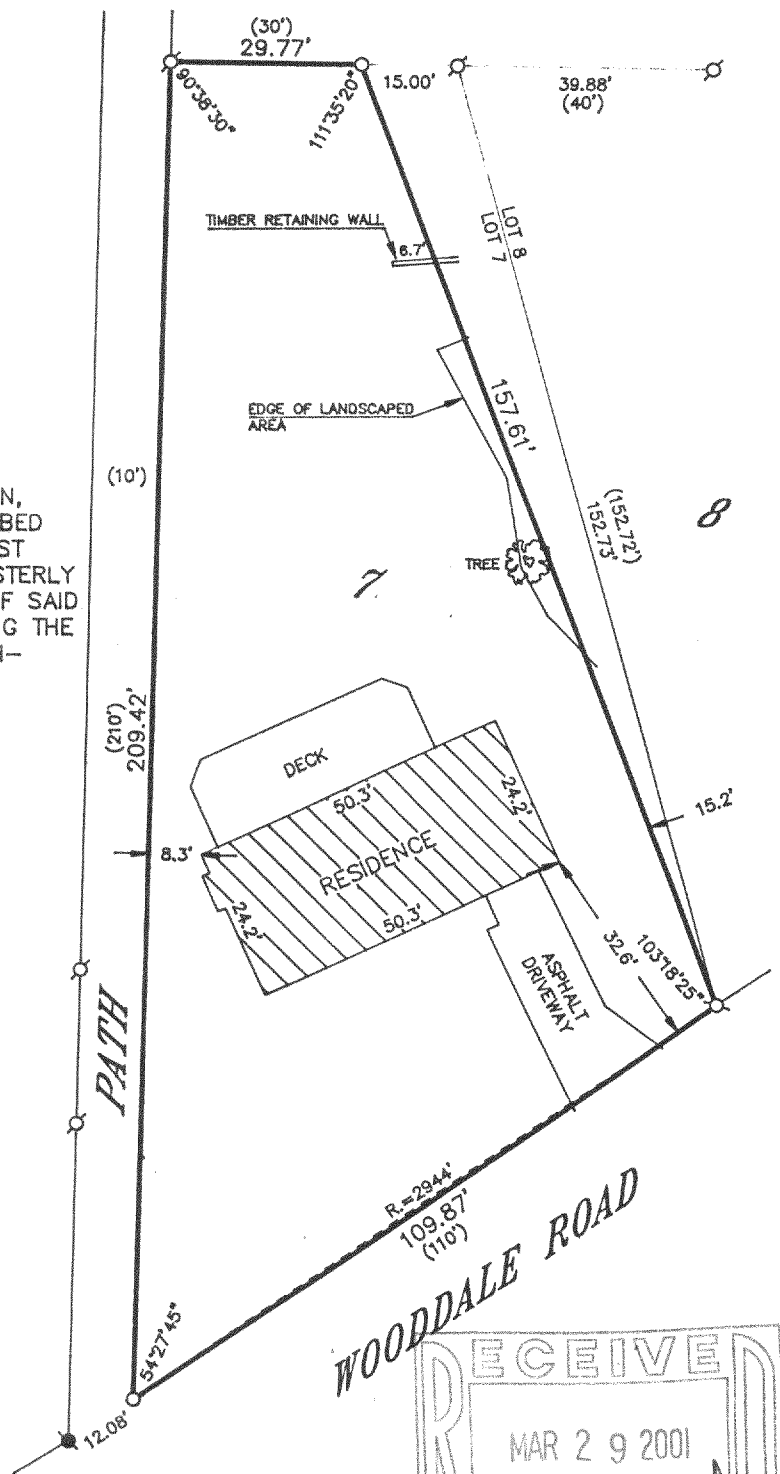 (30')
29.77'
90°38'30"
111°35'20"
15.00'
39.88'
(40')
TIMBER RETAINING WALL
6.7'
LOT 8
LOT 7
EDGE OF LANDSCAPED
AREA
157.61'
(10')
N,
BED
ST
STERLY
F SAID
G THE
(152.72')
152.73'
8
TREE
7
(210')
209.42'
DECK
50.3'
24.2'
15.2'
8.3'
RESIDENCE
24.2'
50.3'
32.6'
103°18'25"
ASPHALT
DRIVEWAY
PATH
R.=2944'
109.87'
(110')
WOODDALE ROAD
54°27'45"
12.08'
RECEIVED
MAR 29 2001